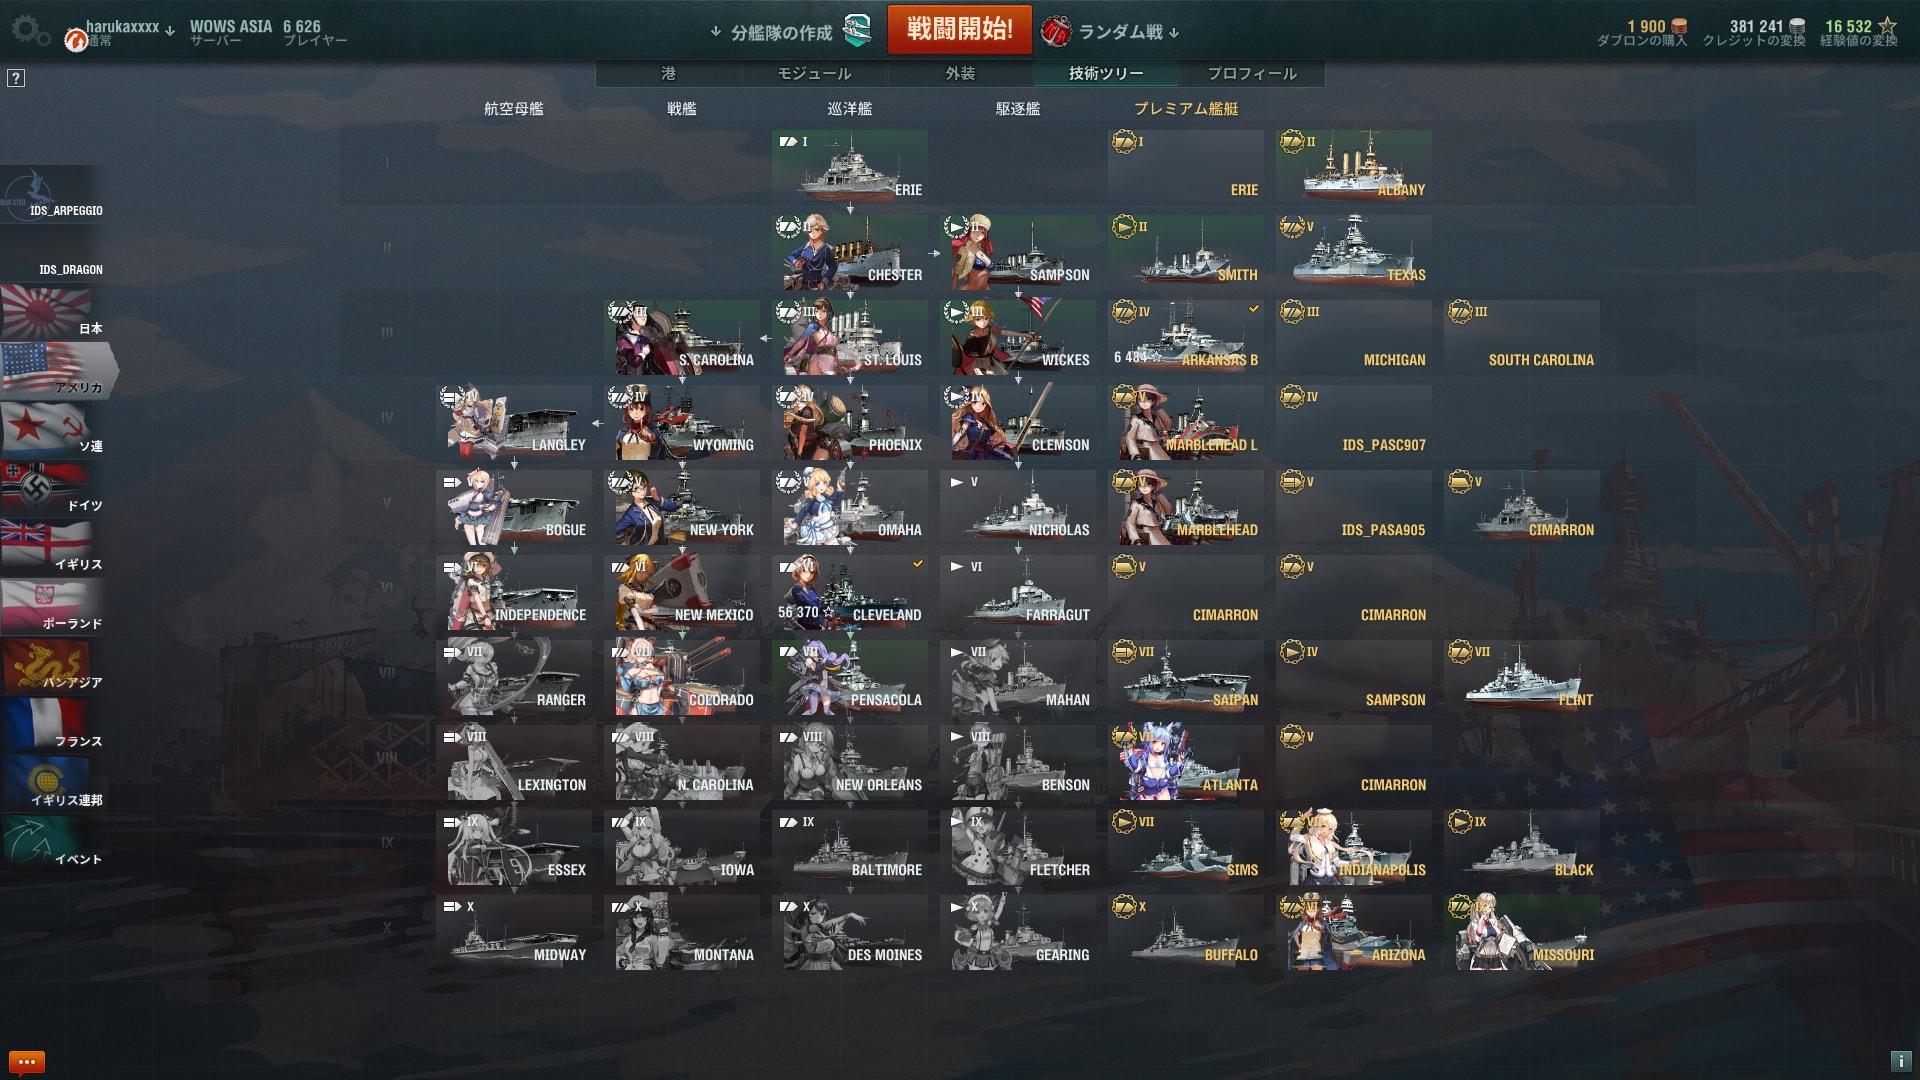 harukaxxxx
通常
WOWS ASIA
サーバー
6 626
プレイヤー
分艦隊の作成
戦闘開始!
ランダム戦
1 900
ダブロンの購入
381 241
クレジットの変換
16 532
経験値の変換
?
港
モジュール
外装
技術ツリー
プロフィール
航空母艦
戦艦
巡洋艦
駆逐艦
プレミアム艦艇
IDS_ARPEGGIO
IDS_DRAGON
日本
アメリカ
ソ連
ドイツ
イギリス
ポーランド
パンアジア
フランス
イギリス連邦
イベント
I
I ERIE
I ERIE
II ALBANY
II
II CHESTER
II SAMPSON
II SMITH
V TEXAS
III
III S. CAROLINA
III ST. LOUIS
III WICKES
IV 6 484 ARKANSAS B
III MICHIGAN
III SOUTH CAROLINA
IV
IV LANGLEY
IV WYOMING
IV PHOENIX
IV CLEMSON
V MARBLEHEAD L
IV IDS_PASC907
V
BOGUE
V NEW YORK
V OMAHA
V NICHOLAS
V MARBLEHEAD
V IDS_PASA905
V CIMARRON
VI
VI INDEPENDENCE
VI NEW MEXICO
VI 56 370 CLEVELAND
VI FARRAGUT
V CIMARRON
V CIMARRON
VII
VII RANGER
VII COLORADO
VII PENSACOLA
VII MAHAN
VII SAIPAN
IV SAMPSON
VII FLINT
VIII
VIII LEXINGTON
VIII N. CAROLINA
VIII NEW ORLEANS
VIII BENSON
VII ATLANTA
V CIMARRON
IX
IX ESSEX
IX IOWA
IX BALTIMORE
IX FLETCHER
VII SIMS
VII INDIANAPOLIS
IX BLACK
X
X MIDWAY
X MONTANA
X DES MOINES
X GEARING
X BUFFALO
VI ARIZONA
IX MISSOURI
i